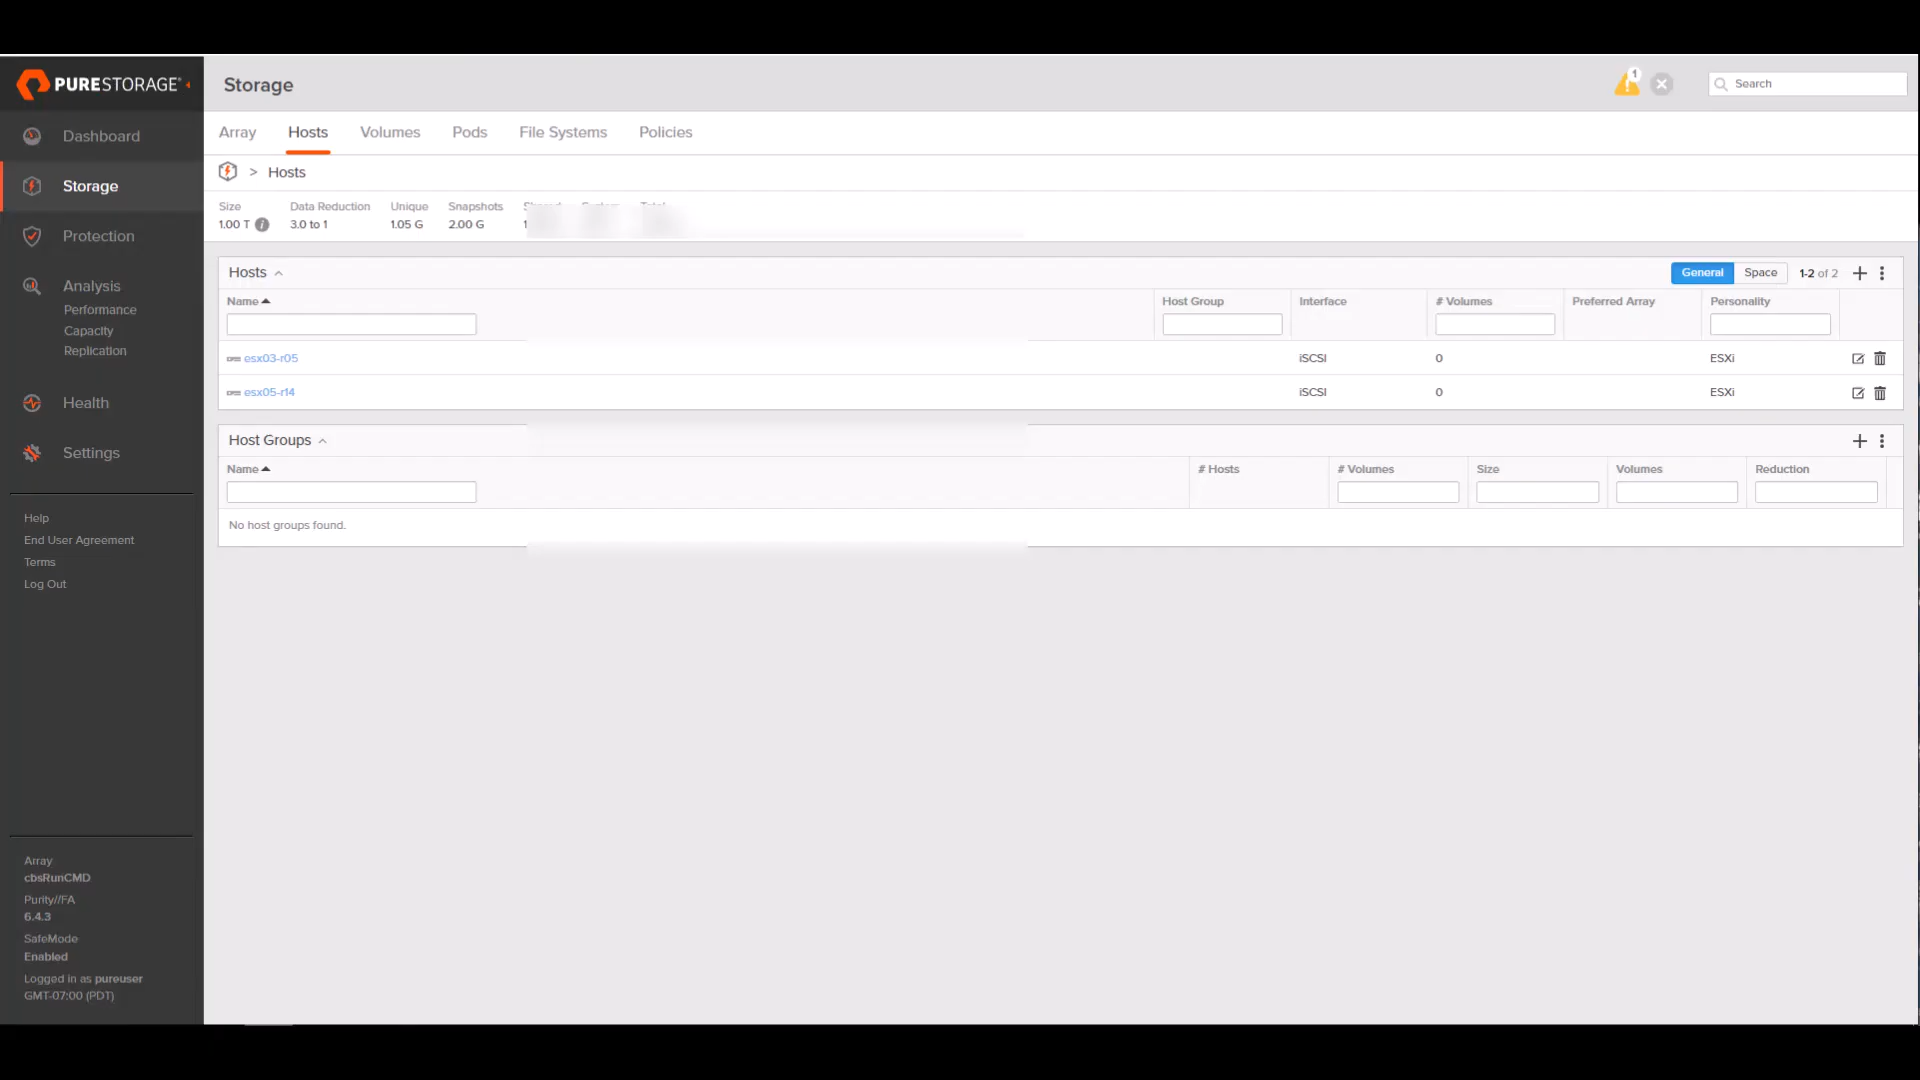 PURESTORAGE®
Storage
1
Search
Dashboard
Storage
Protection
Analysis
Performance
Capacity
Replication
Health
Settings
Help
End User Agreement
Terms
Log Out
Array
cbsRunCMD
Purity//FA
6.4.3
SafeMode
Enabled
Logged in as pureuser
GMT-07:00 (PDT)
Array Hosts Volumes Pods File Systems Policies
> Hosts
Size Data Reduction Unique Snapshots
1.00 T 3.0 to 1 1.05 G 2.00 G
Hosts
General Space 1-2 of 2
Name Host Group Interface # Volumes Preferred Array Personality
esx03-r05 iSCSI 0 ESXi
esx05-r14 iSCSI 0 ESXi
Host Groups
Name # Hosts # Volumes Size Volumes Reduction
No host groups found.